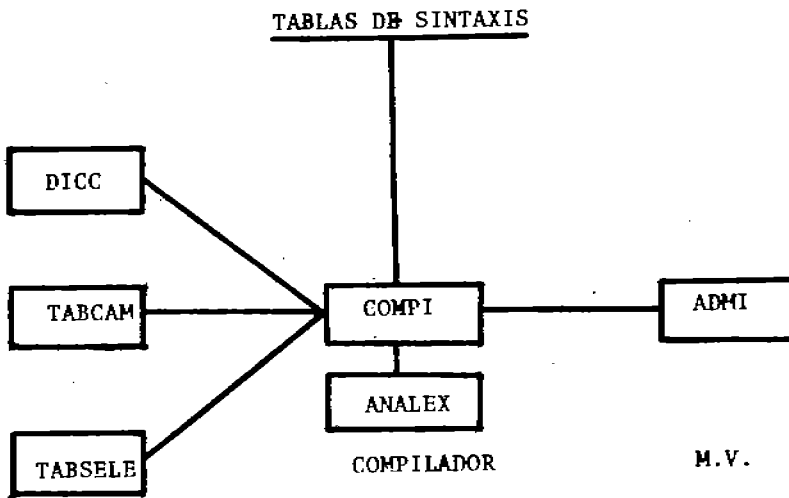 TABLAS DE SINTAXIS
DICC
TABCAM
COMPI
ADMI
ANALEX
TABSELE
COMPILADOR
M.V.